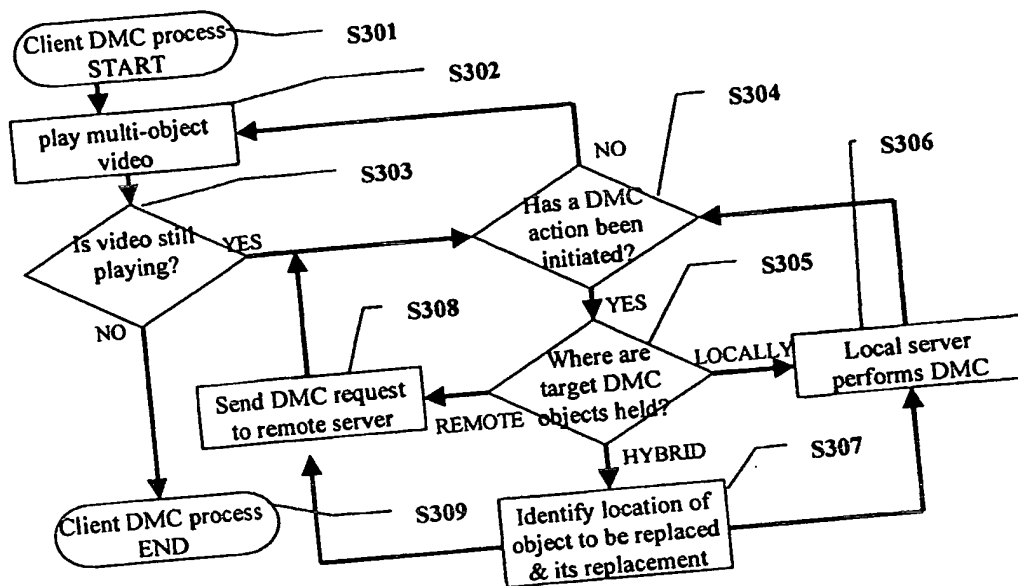 Client DMC process
START
S301
S302
play multi-object
video
S303
Is video still
playing?
YES
NO
S304
NO
Has a DMC
action been
initiated?
YES
S305
S306
Where are
target DMC
objects held?
LOCALLY
Local server
performs DMC
S308
Send DMC request
to remote server
REMOTE
HYBRID
S307
Identify location of
object to be replaced
& its replacement
Client DMC process
END
S309